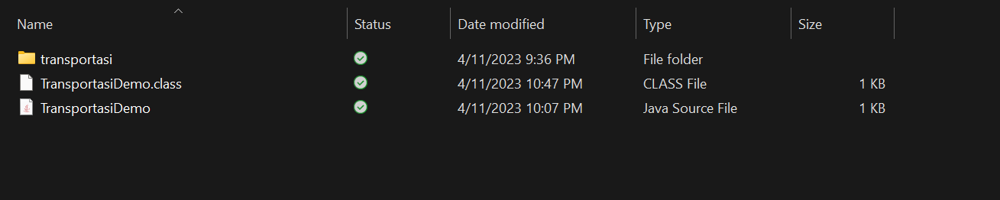 Name Status Date modified Type Size
transportasi 4/11/2023 9:36 PM File folder
TransportasiDemo.class 4/11/2023 10:47 PM CLASS File 1 KB
TransportasiDemo 4/11/2023 10:07 PM Java Source File 1 KB